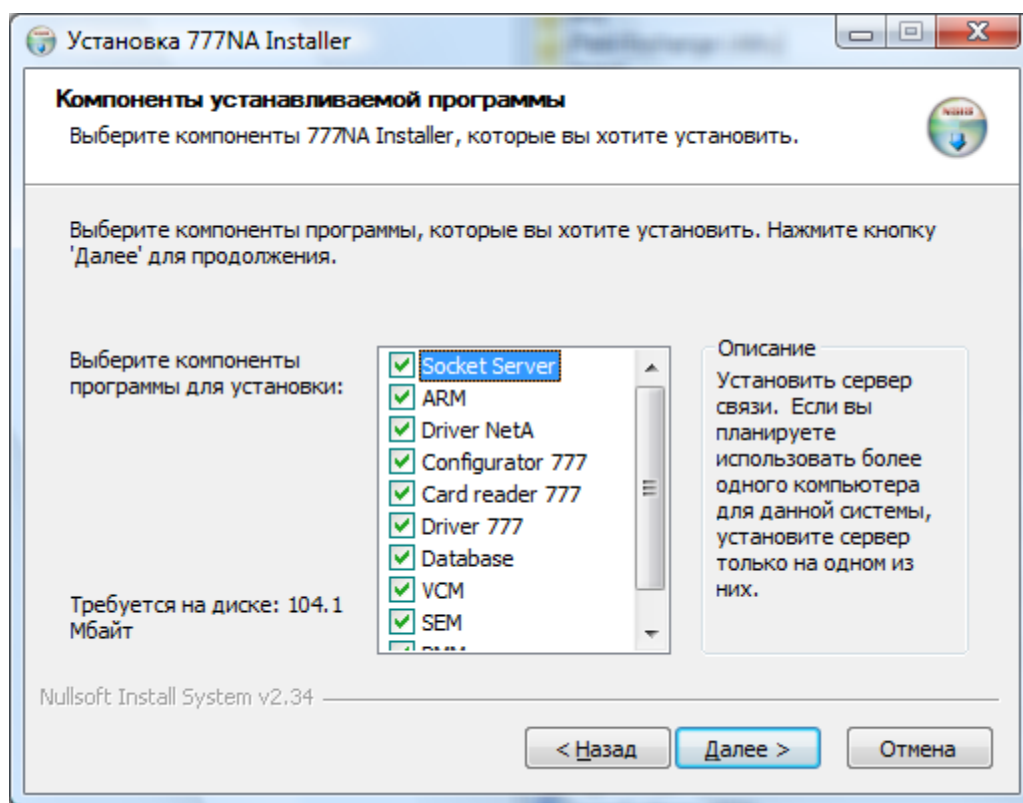 Установка 777NA Installer
Компоненты устанавливаемой программы
Выберите компоненты 777NA Installer, которые вы хотите установить.
Выберите компоненты программы, которые вы хотите установить. Нажмите кнопку
'Далее' для продолжения.
Выберите компоненты
программы для установки:
Socket Server
ARM
Driver NetA
Configurator 777
Card reader 777
Driver 777
Database
VCM
SEM
Описание
Установить сервер
связи. Если вы
планируете
использовать более
одного компьютера
для данной системы,
установите сервер
только на одном из
них.
Требуется на диске: 104.1
Мбайт
Nullsoft Install System v2.34
< Назад
Далее >
Отмена